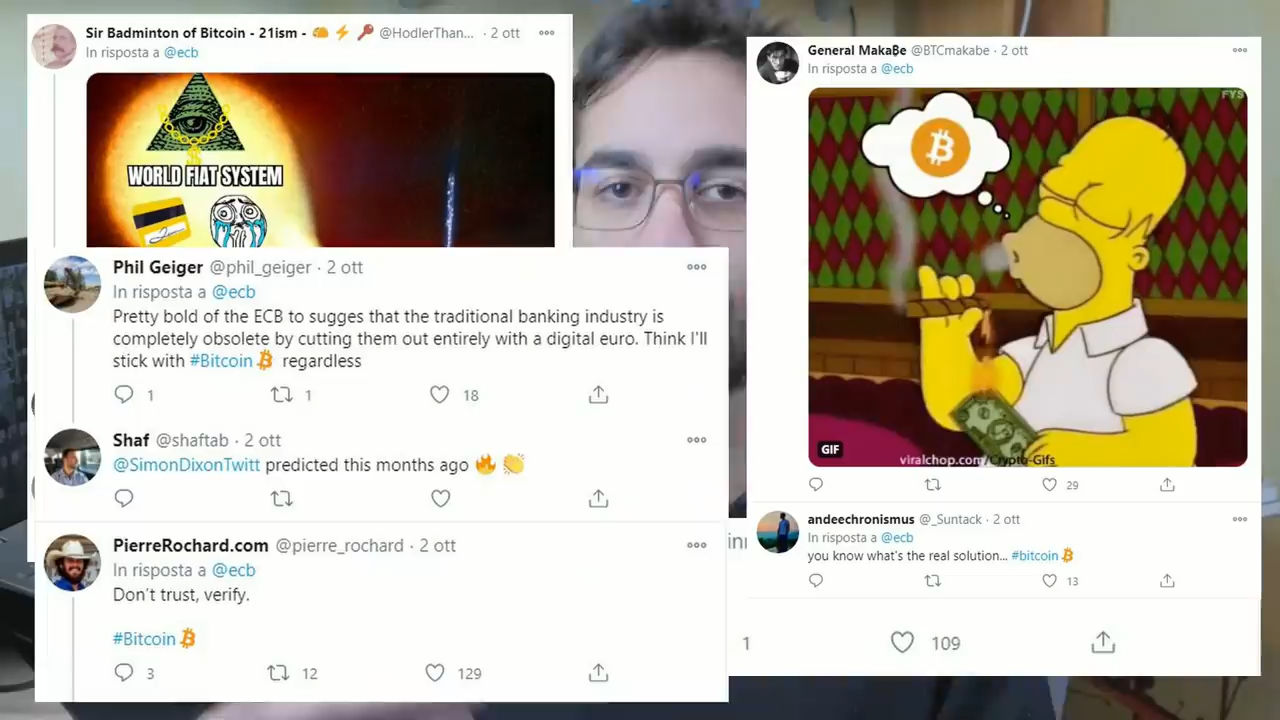 Sir Badminton of Bitcoin - 21ism - @HodlerThan... · 2 ott
In risposta a @ecb
WORLD FIAT SYSTEM
Phil Geiger @phil_geiger · 2 ott
In risposta a @ecb
Pretty bold of the ECB to sugges that the traditional banking industry is
completely obsolete by cutting them out entirely with a digital euro. Think I'll
stick with #Bitcoin regardless
1 1 18
Shaf @shaftab · 2 ott
@SimonDixonTwitt predicted this months ago
PierreRochard.com @pierre_rochard · 2 ott
In risposta a @ecb
Don't trust, verify.
#Bitcoin
3 12 129
General MakaBe @BTCmakabe · 2 ott
In risposta a @ecb
FYS
GIF
viralchop.com/Crypto-Gifs
29
andeechronismus @_Suntack · 2 ott
In risposta a @ecb
you know what's the real solution... #bitcoin
13
1 109